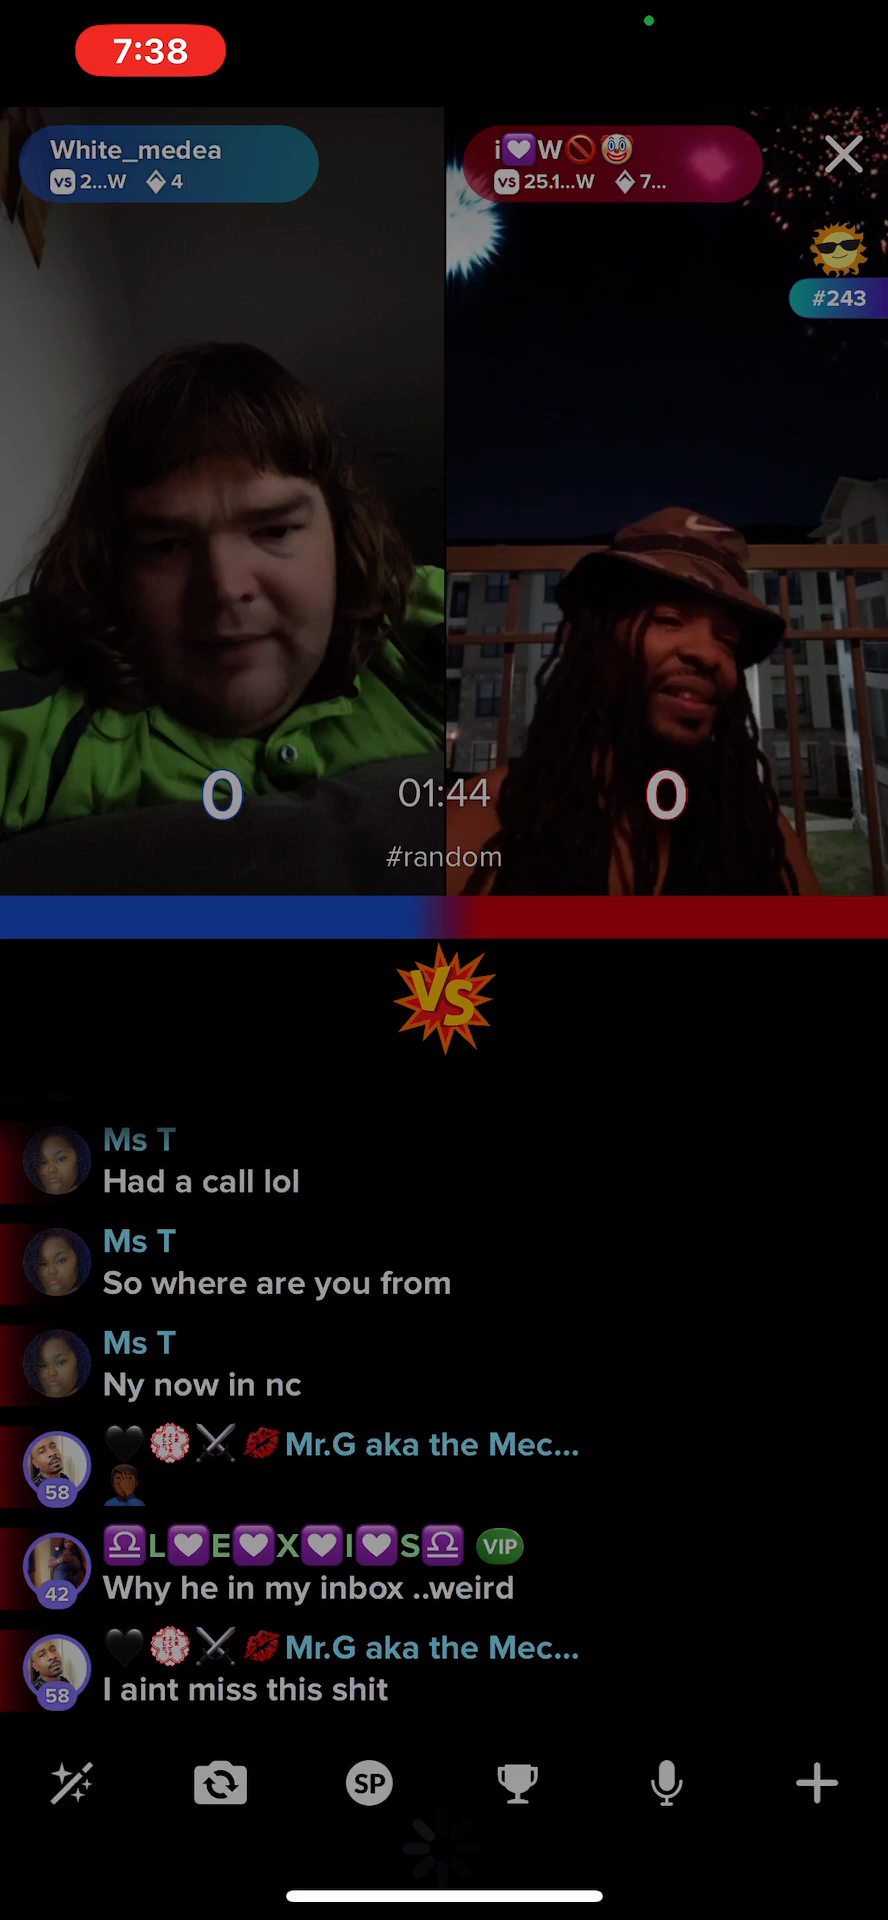 7:38
White_medea
VS 2...W 4
i💜W🚫🤡
VS 25.1...W 7...
#243
0
01:44
0
#random
VS
Ms T
Had a call lol
Ms T
So where are you from
Ms T
Ny now in nc
🖤💮⚔️💋Mr.G aka the Mec...
🤦🏾‍♂️
58
♎L💜E💜X💜I💜S♎ VIP
Why he in my inbox ..weird
42
🖤💮⚔️💋Mr.G aka the Mec...
I aint miss this shit
58
SP